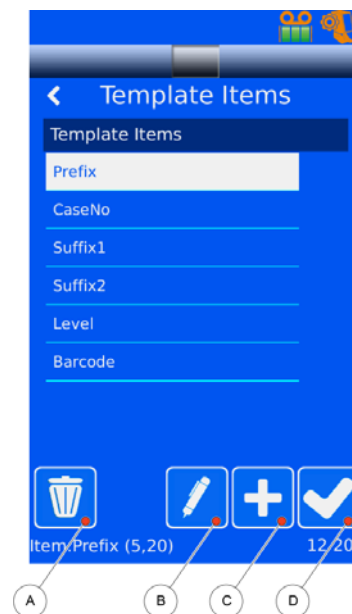 Template Items
Template Items
Prefix
CaseNo
Suffix1
Suffix2
Level
Barcode
Item:Prefix (5,20)
12/20
A
B
C
D